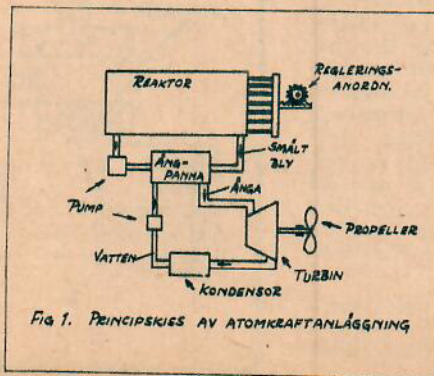 REAKTOR
REGLERINGS-
ANORDN.
SMÄLT
BLY
ÅNG-
PANNA
ÅNGA
PUMP
PROPELLER
VATTEN
TURBIN
KONDENSOR
FIG 1. PRINCIPSKISS AV ATOMKRAFTANLÄGGNING